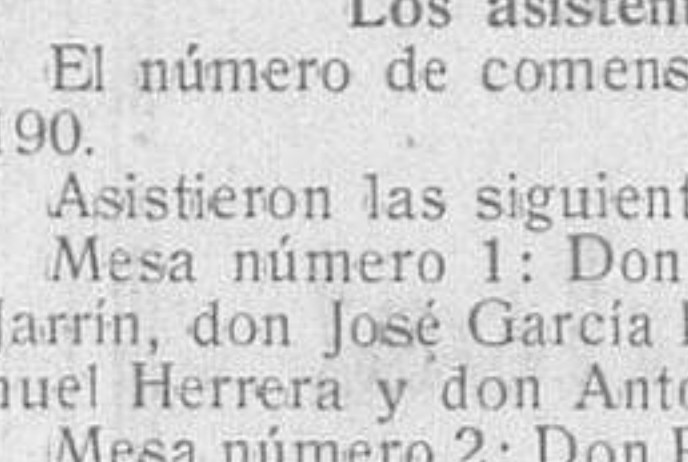 Los asisten
El número de comens
190.
Asistieron las siguient
Mesa número 1: Don
Jarrín, don José García
nuel Herrera y don Anto
Mesa número 2: Don